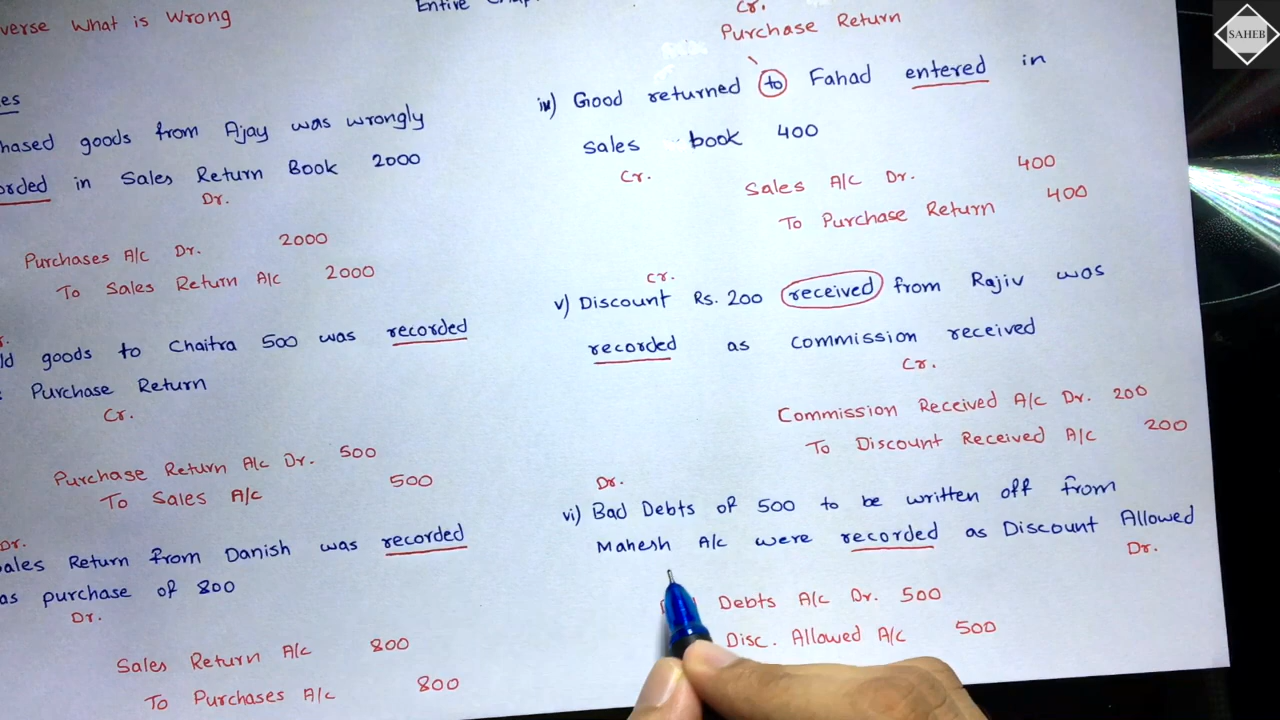 verse What is Wrong
Entire
es
hased goods from Ajay was wrongly
orded in Sales Return Book 2000
Dr.
Purchases A/c Dr. 2000
To Sales Return A/c 2000
ld goods to Chaitra 500 was recorded
Purchase Return
Cr.
Purchase Return A/c Dr. 500
To Sales A/c 500
Dr.
ales Return from Danish was recorded
as purchase of 800
Dr.
Sales Return A/c 800
To Purchases A/c 800
Cr.
Purchase Return
iv) Good returned to Fahad entered in
sales book 400
Cr.
Sales A/c Dr. 400
To Purchase Return 400
Cr.
v) Discount Rs. 200 received from Rajiv was
recorded as commission received
Cr.
Commission Received A/c Dr. 200
To Discount Received A/c 200
Dr.
vi) Bad Debts of 500 to be written off from
Mahesh A/c were recorded as Discount Allowed
Dr.
Debts A/c Dr. 500
Disc. Allowed A/c 500
SAHEB